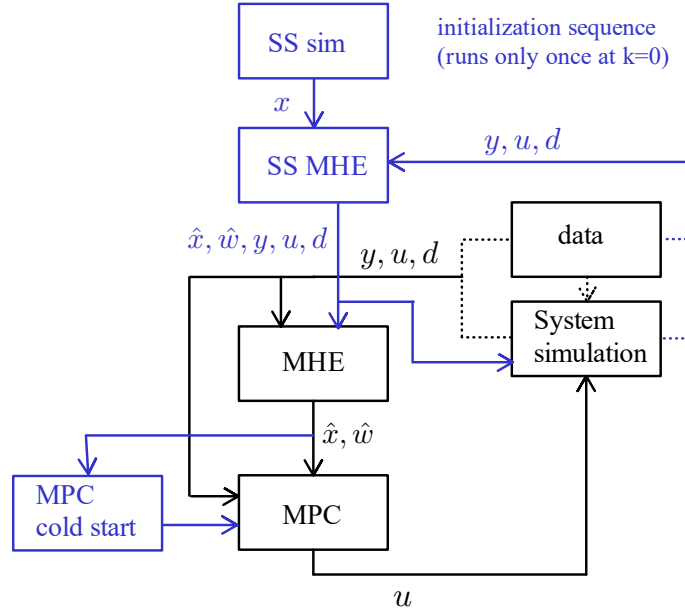 SS sim
initialization sequence
(runs only once at k=0)
x
SS MHE
y, u, d
x̂, ŵ, y, u, d
y, u, d
data
System
simulation
MHE
x̂, ŵ
MPC
cold start
MPC
u